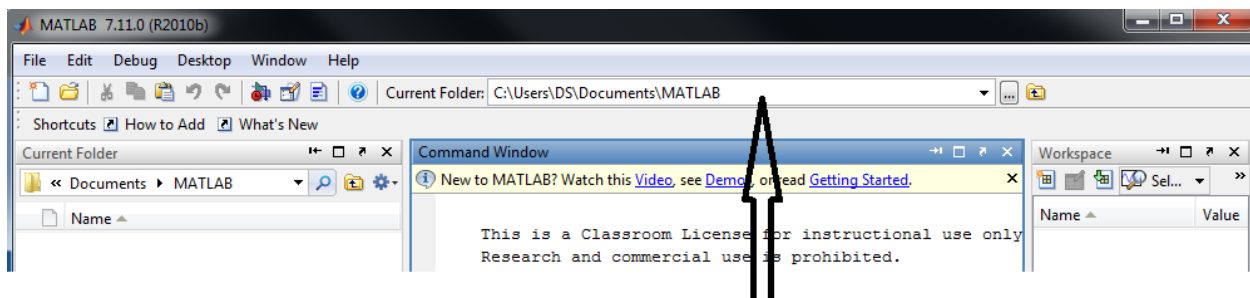 MATLAB 7.11.0 (R2010b)
File Edit Debug Desktop Window Help
Current Folder: C:\Users\DS\Documents\MATLAB
Shortcuts How to Add What's New
Current Folder
« Documents MATLAB
Name
Command Window
New to MATLAB? Watch this Video, see Demos, or read Getting Started.
This is a Classroom License for instructional use only
Research and commercial use is prohibited.
Workspace
Sel... »
Name Value